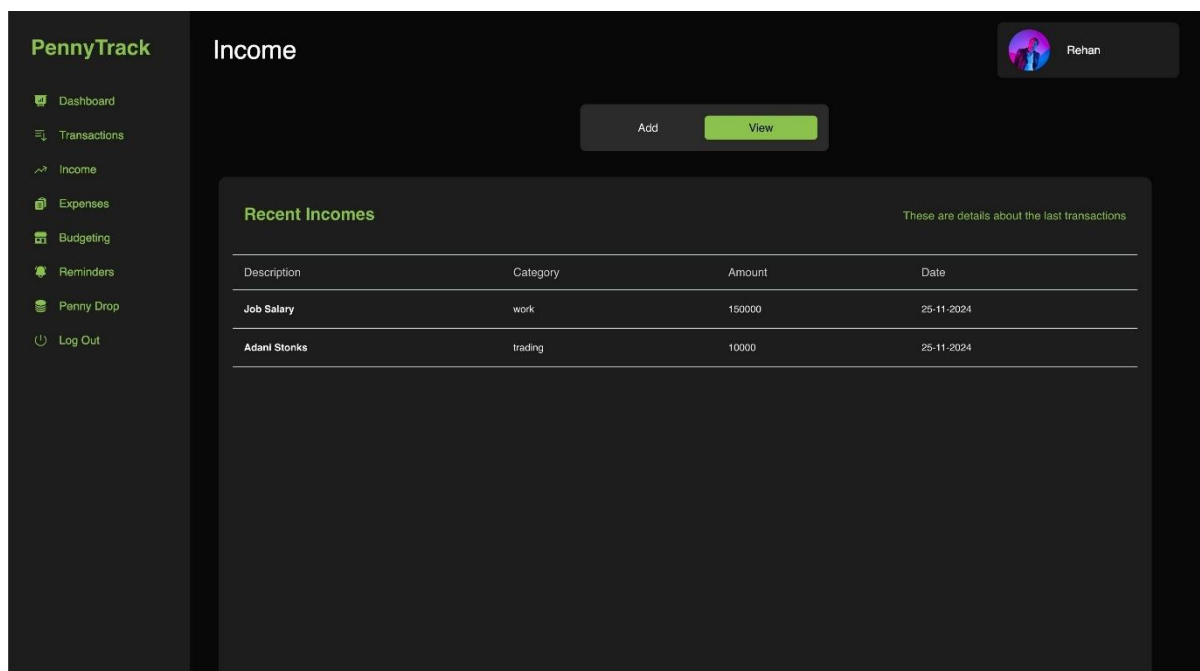 PennyTrack
Dashboard
Transactions
Income
Expenses
Budgeting
Reminders
Penny Drop
Log Out
Income
Rehan
Add View
Recent Incomes These are details about the last transactions
Description Category Amount Date
Job Salary work 150000 25-11-2024
Adani Stonks trading 10000 25-11-2024